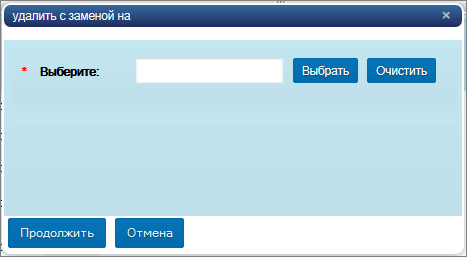 удалить с заменой на
* Выберите: Выбрать Очистить
Продолжить Отмена